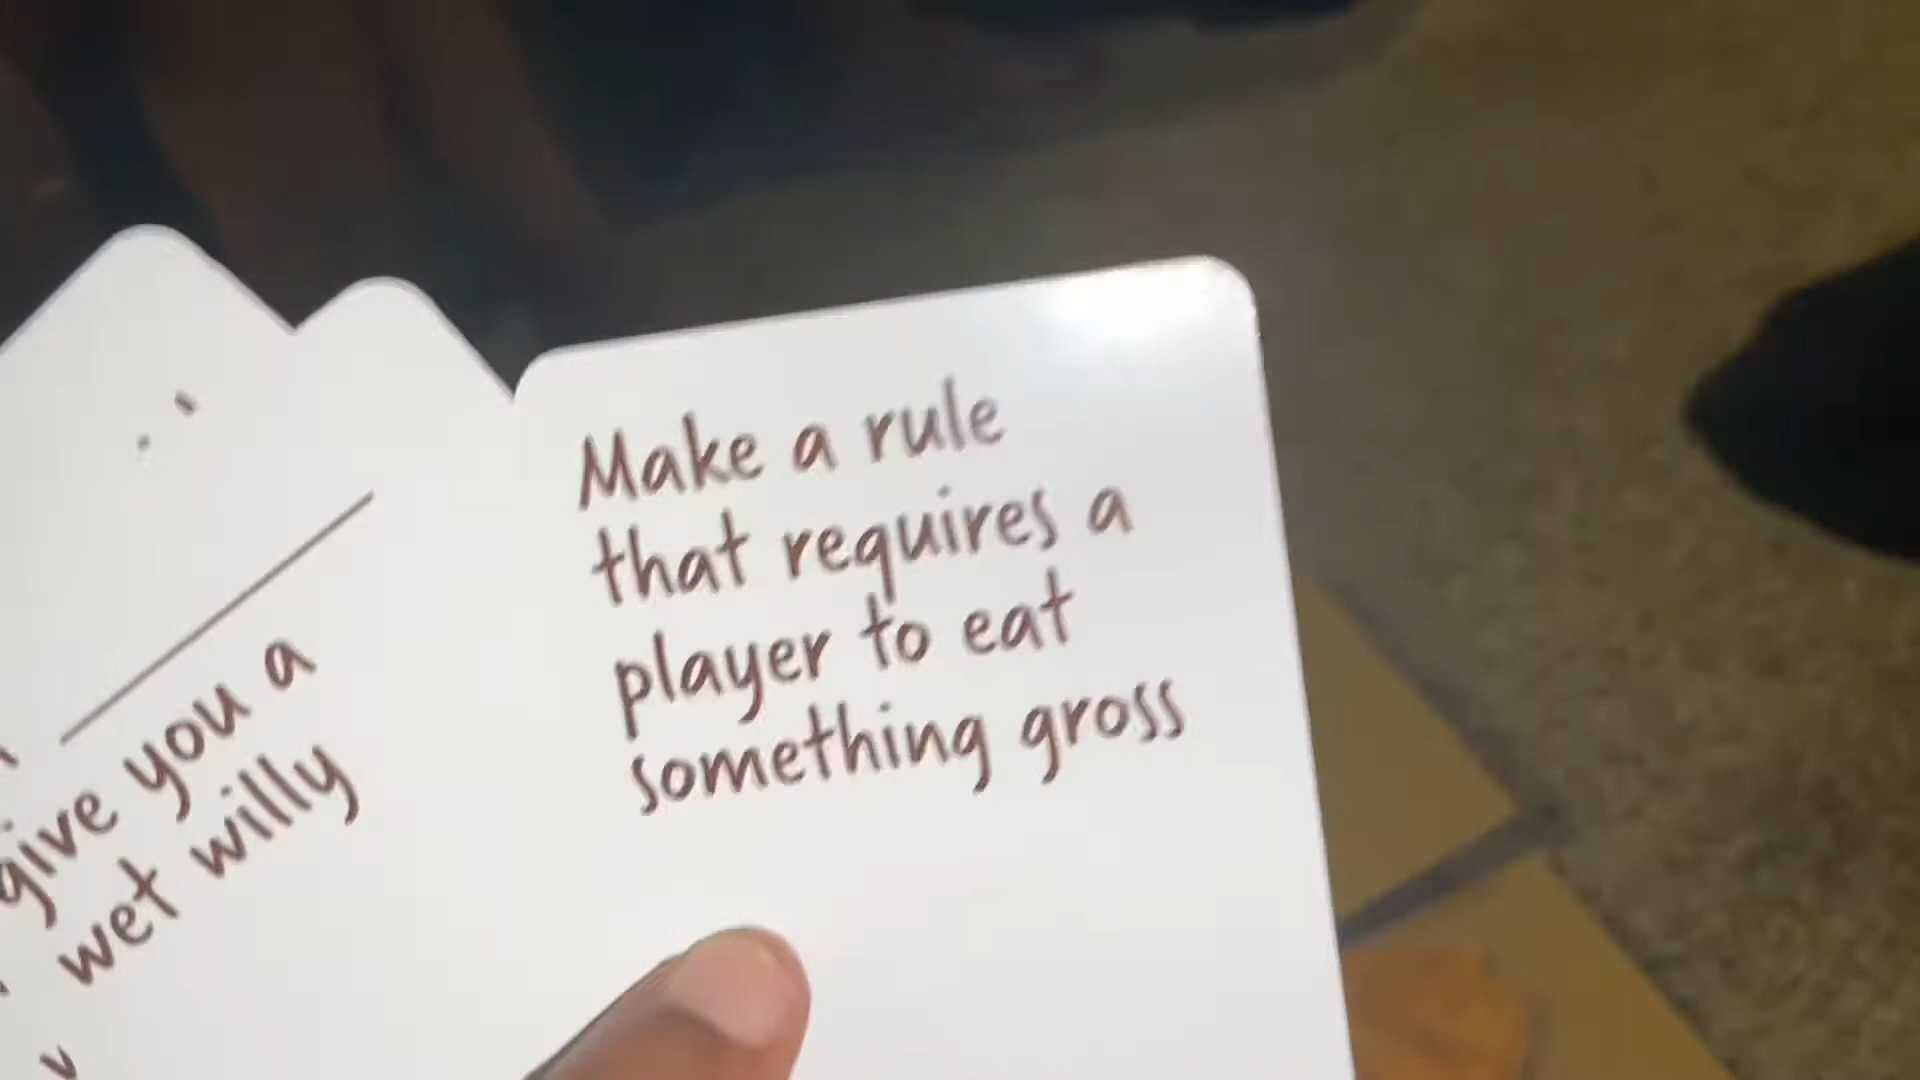 give you a
wet willy
Make a rule
that requires a
player to eat
something gross